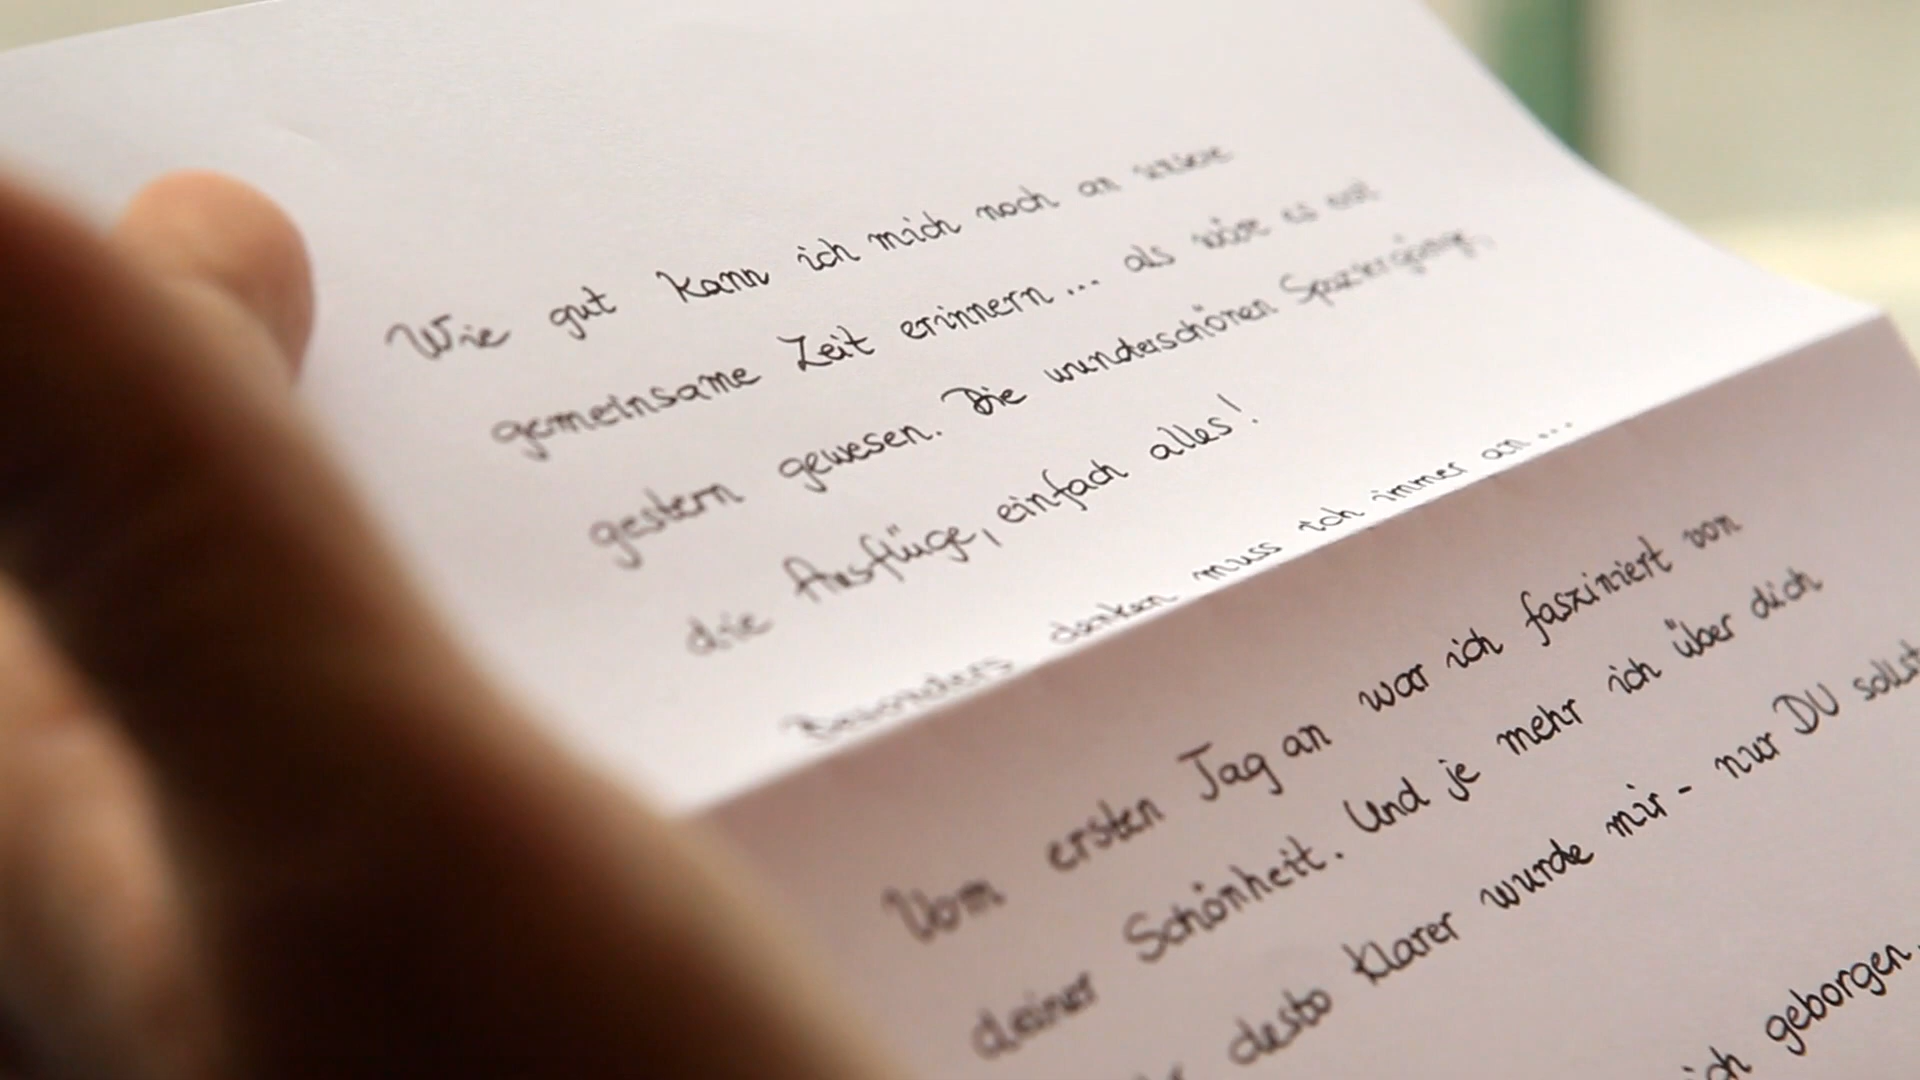 Wie gut kann ich mich noch an unsere
gemeinsame Zeit erinnern... als wäre es erst
gestern gewesen. Die wunderschönen Spaziergänge,
die Ausflüge, einfach alles!
Besonders denken muss ich immer an...
Vom ersten Tag an war ich fasziniert von
deiner Schönheit. Und je mehr ich über dich
desto klarer wurde mir - nur DU sollst
geborgen